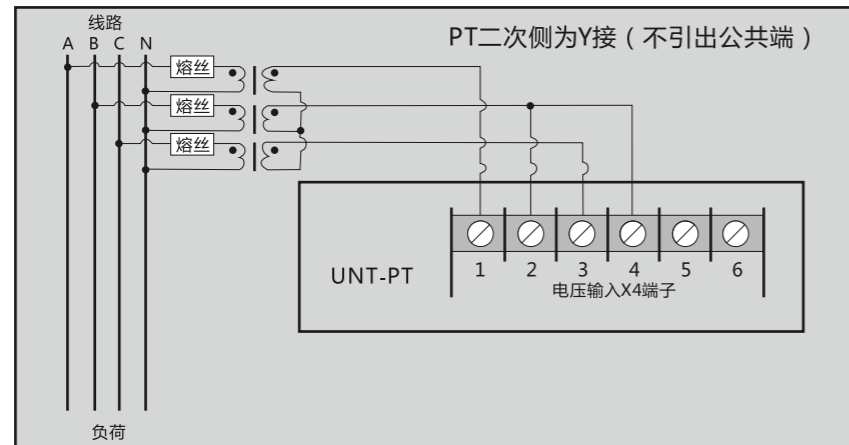 线路
PT二次侧为Y接（不引出公共端）
A B C N
熔丝
熔丝
熔丝
UNT-PT
1 2 3 4 5 6
电压输入X4端子
负荷